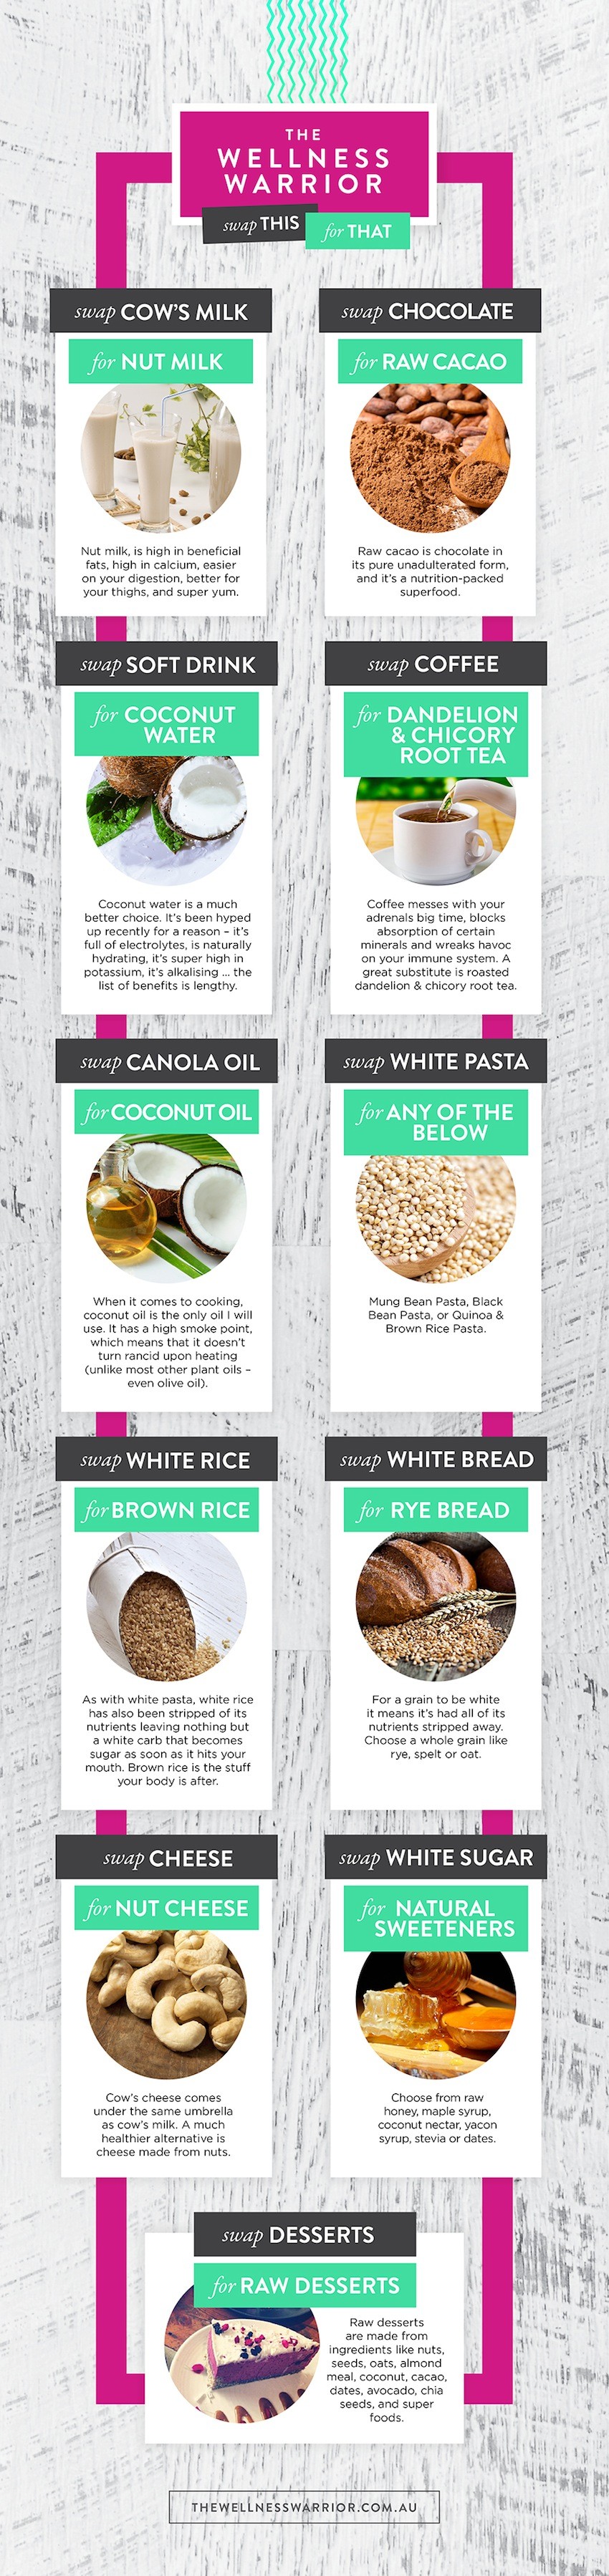 THE
WELLNESS
WARRIOR
swap THIS
for THAT
swap COW'S MILK
for NUT MILK
Nut milk, is high in beneficial
fats, high in calcium, easier
on your digestion, better for
your thighs, and super yum.
swap CHOCOLATE
for RAW CACAO
Raw cacao is chocolate in
its pure unadulterated form,
and it's a nutrition-packed
superfood.
swap SOFT DRINK
for COCONUT
WATER
Coconut water is a much
better choice. It's been hyped
up recently for a reason – it's
full of electrolytes, is naturally
hydrating, it's super high in
potassium, it's alkalising ... the
list of benefits is lengthy.
swap COFFEE
for DANDELION
& CHICORY
ROOT TEA
Coffee messes with your
adrenals big time, blocks
absorption of certain
minerals and wreaks havoc
on your immune system. A
great substitute is roasted
dandelion & chicory root tea.
swap CANOLA OIL
for COCONUT OIL
When it comes to cooking,
coconut oil is the only oil I will
use. It has a high smoke point,
which means that it doesn't
turn rancid upon heating
(unlike most other plant oils –
even olive oil).
swap WHITE PASTA
for ANY OF THE
BELOW
Mung Bean Pasta, Black
Bean Pasta, or Quinoa &
Brown Rice Pasta.
swap WHITE RICE
for BROWN RICE
As with white pasta, white rice
has also been stripped of its
nutrients leaving nothing but
a white carb that becomes
sugar as soon as it hits your
mouth. Brown rice is the stuff
your body is after.
swap WHITE BREAD
for RYE BREAD
For a grain to be white
it means it's had all of its
nutrients stripped away.
Choose a whole grain like
rye, spelt or oat.
swap CHEESE
for NUT CHEESE
Cow's cheese comes
under the same umbrella
as cow's milk. A much
healthier alternative is
cheese made from nuts.
swap WHITE SUGAR
for NATURAL
SWEETENERS
Choose from raw
honey, maple syrup,
coconut nectar, yacon
syrup, stevia or dates.
swap DESSERTS
for RAW DESSERTS
Raw desserts
are made from
ingredients like nuts,
seeds, oats, almond
meal, coconut, cacao,
dates, avocado, chia
seeds, and super
foods.
THEWELLNESSWARRIOR.COM.AU